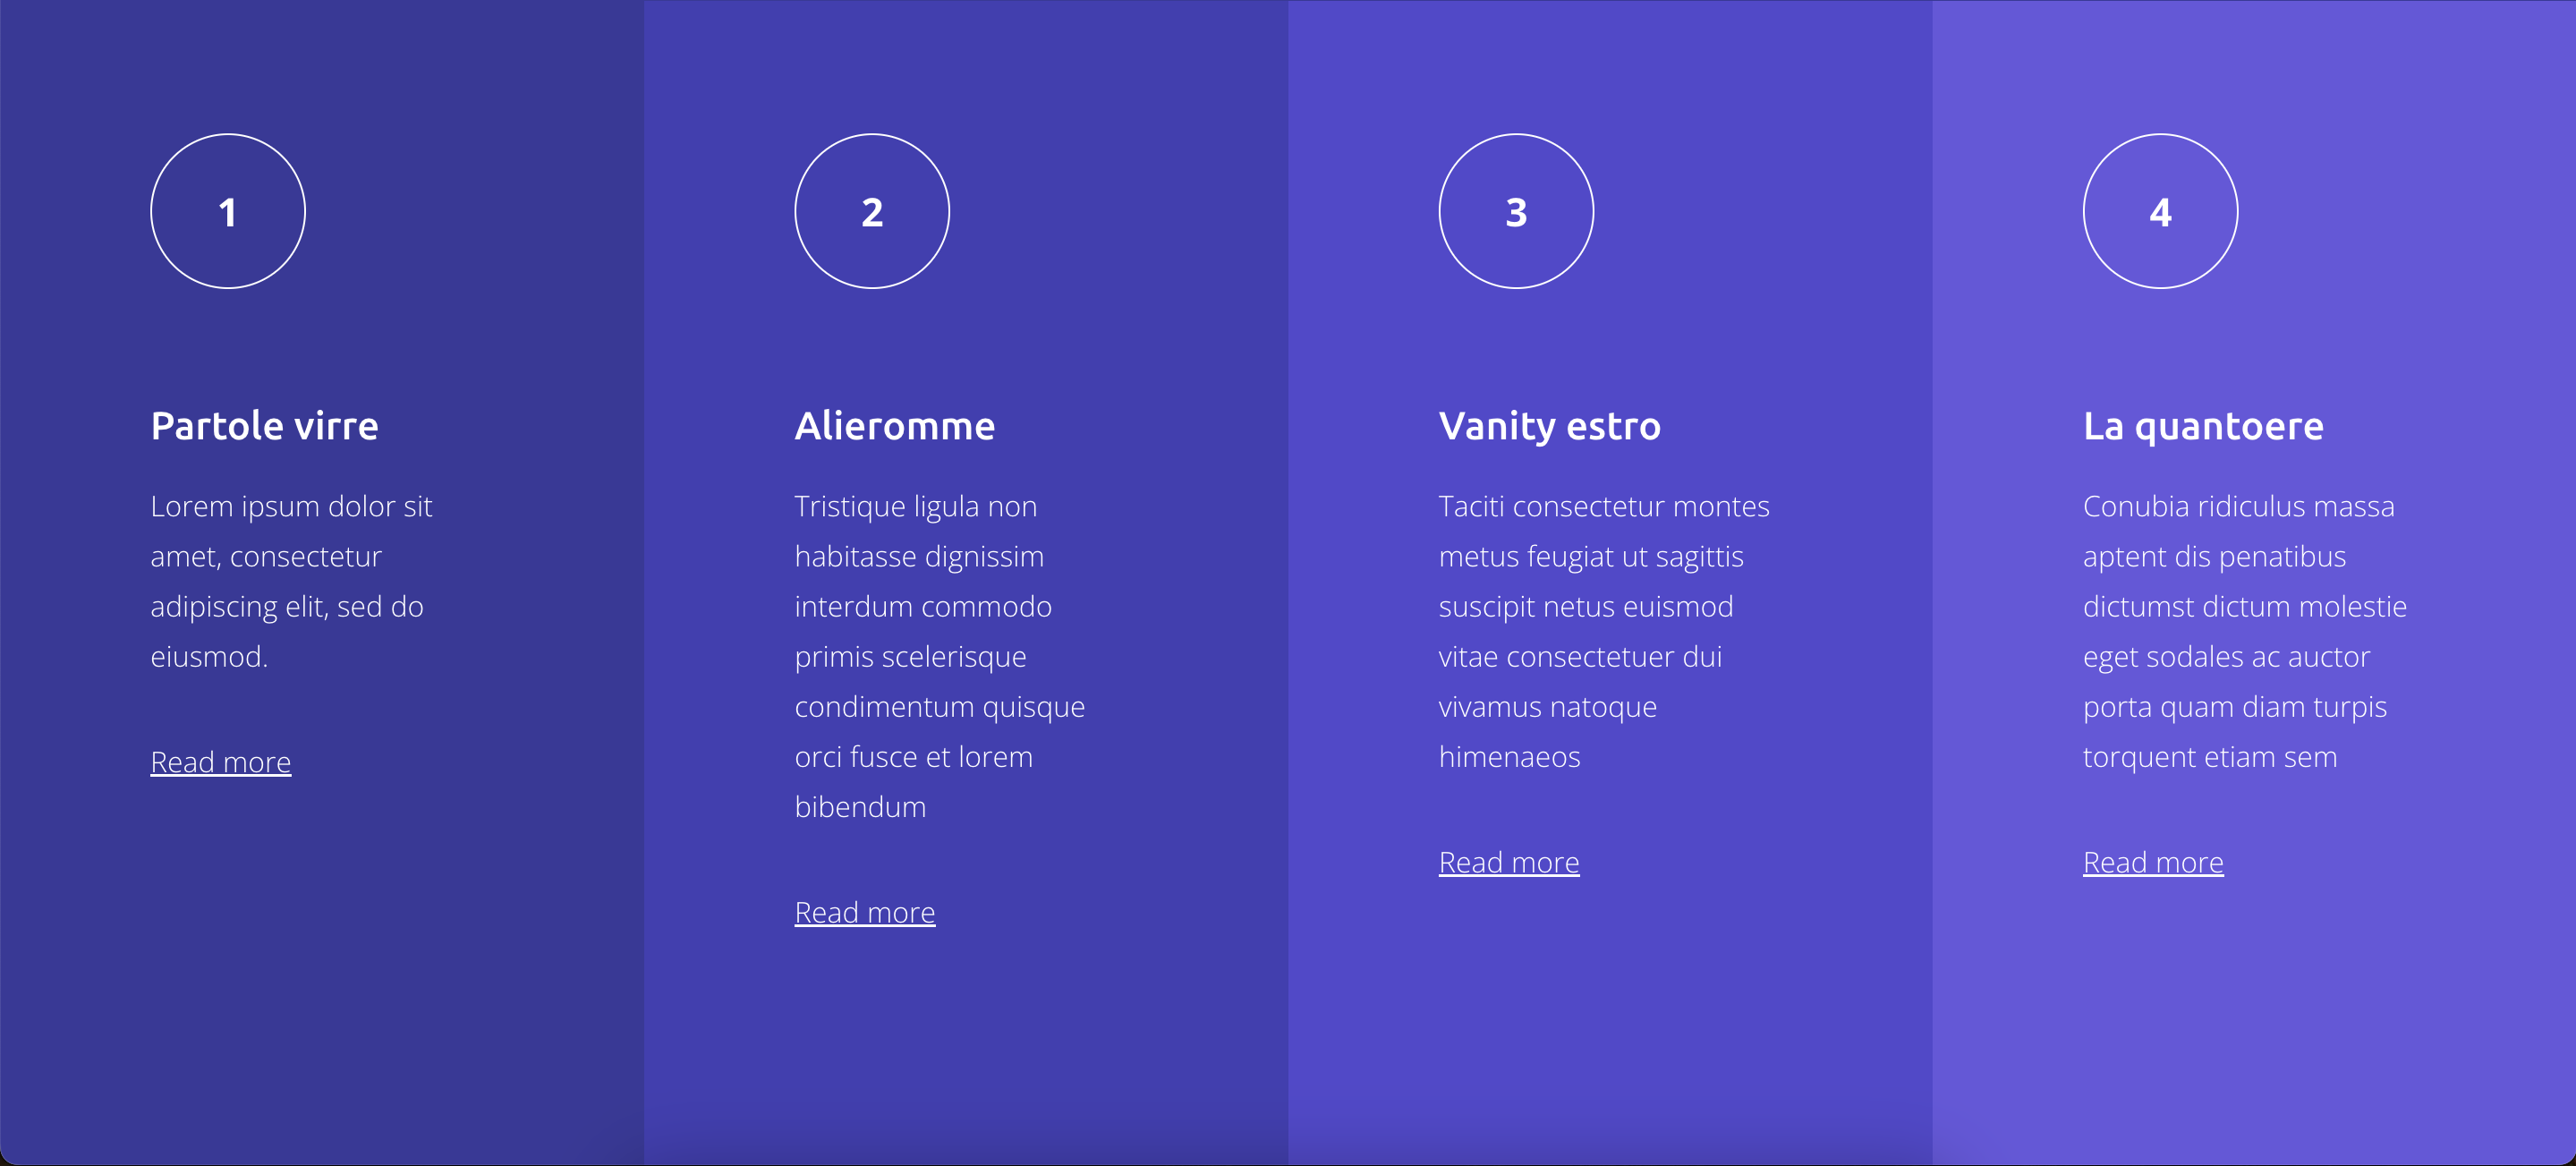 1
Partole virre
Lorem ipsum dolor sit
amet, consectetur
adipiscing elit, sed do
eiusmod.
Read more
2
Alieromme
Tristique ligula non
habitasse dignissim
interdum commodo
primis scelerisque
condimentum quisque
orci fusce et lorem
bibendum
Read more
3
Vanity estro
Taciti consectetur montes
metus feugiat ut sagittis
suscipit netus euismod
vitae consectetuer dui
vivamus natoque
himenaeos
Read more
4
La quantoere
Conubia ridiculus massa
aptent dis penatibus
dictumst dictum molestie
eget sodales ac auctor
porta quam diam turpis
torquent etiam sem
Read more